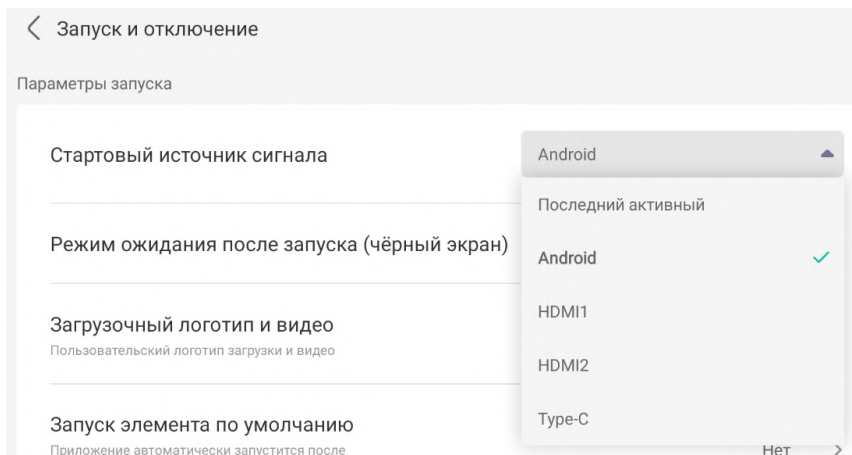 Запуск и отключение
Параметры запуска
Стартовый источник сигнала
Android
Последний активный
Android
HDMI1
HDMI2
Type-C
Режим ожидания после запуска (чёрный экран)
Загрузочный логотип и видео
Пользовательский логотип загрузки и видео
Запуск элемента по умолчанию
Приложение автоматически запустится после
Нет